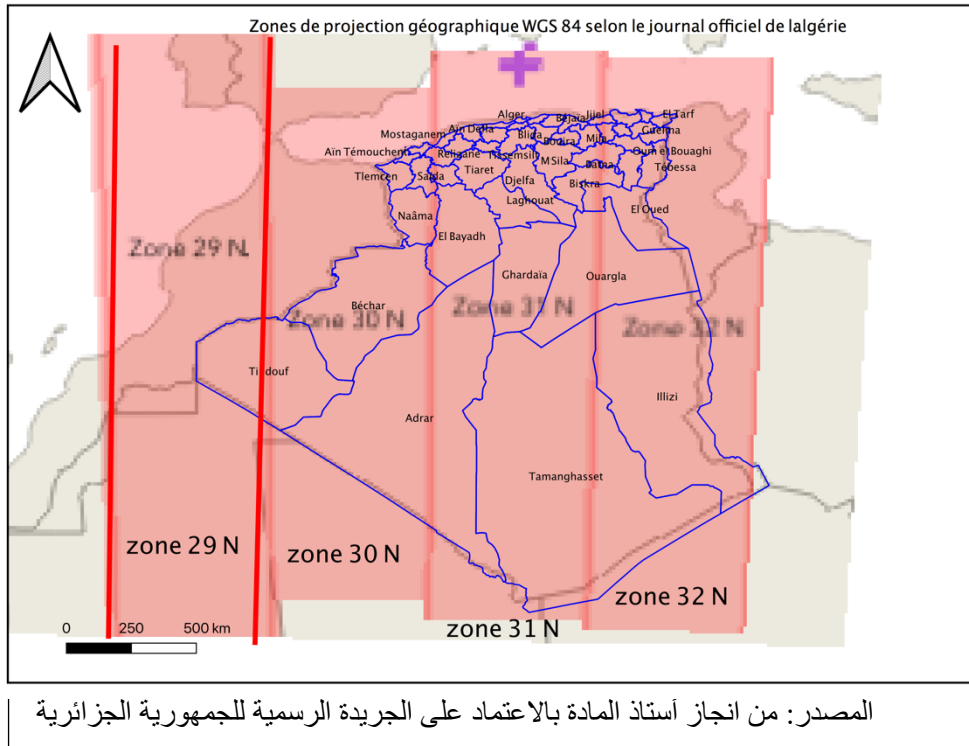 Zones de projection géographique WGS 84 selon le journal officiel de lalgérie
Alger
Jijel
El Tarf
Béjaïa
Mostaganem
Aïn Defla
Blida
Guelma
Bouira
Mila
Aïn Témouchent
Relizane
Tissemsilt
Oum el Bouaghi
M'Sila
Batna
Tlemcen
Saïda
Tiaret
Tébessa
Djelfa
Biskra
Laghouat
Naâma
El Oued
El Bayadh
Zone 29 N.
Ghardaïa
Ouargla
Béchar
Zone 30 N
Zone 31 N
Zone 32 N
Tindouf
Illizi
Adrar
Tamanghasset
zone 29 N
zone 30 N
zone 32 N
zone 31 N
0 250 500 km
المصدر: من انجاز أستاذ المادة بالاعتماد على الجريدة الرسمية للجمهورية الجزائرية